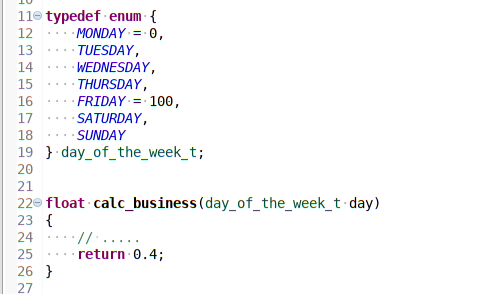 10
11 typedef enum {
12     MONDAY = 0,
13     TUESDAY,
14     WEDNESDAY,
15     THURSDAY,
16     FRIDAY = 100,
17     SATURDAY,
18     SUNDAY
19 } day_of_the_week_t;
20
21
22 float calc_business(day_of_the_week_t day)
23 {
24     // .....
25     return 0.4;
26 }
27